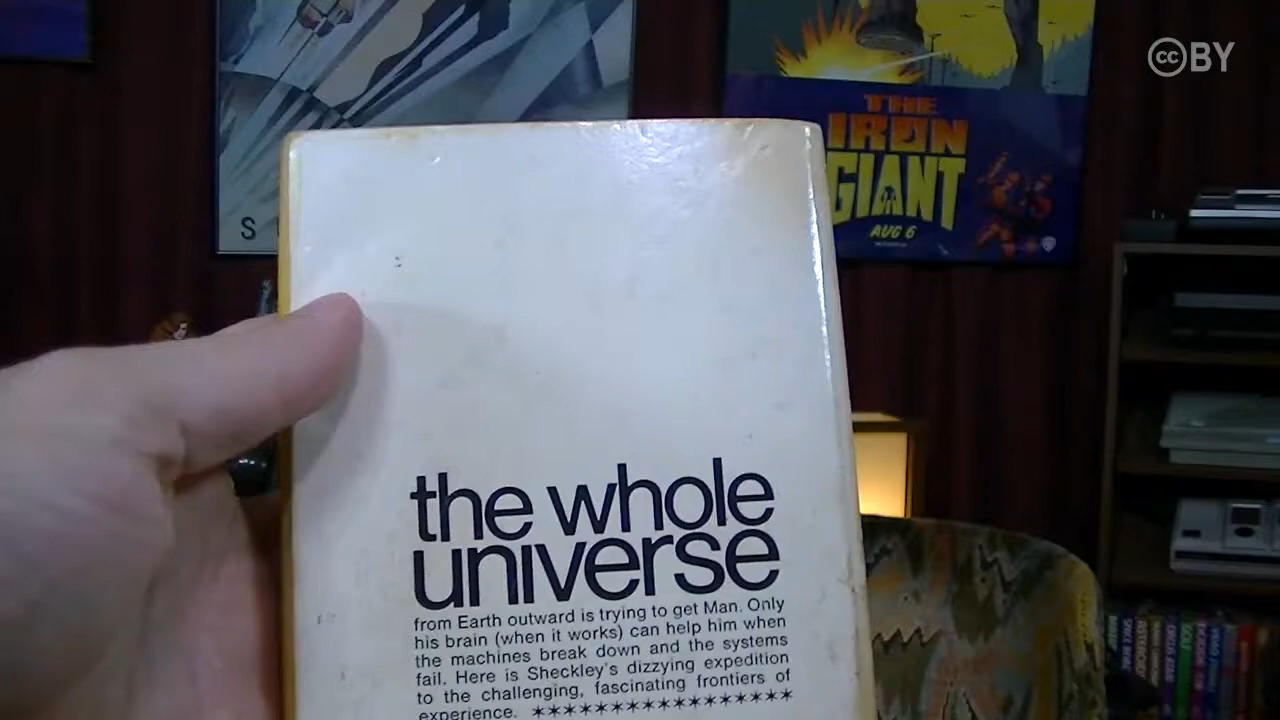 cc BY
S
THE
IRON
GIANT
AUG 6
the whole
universe
from Earth outward is trying to get Man. Only
his brain (when it works) can help him when
the machines break down and the systems
fail. Here is Sheckley's dizzying expedition
to the challenging, fascinating frontiers of
experience. ****************